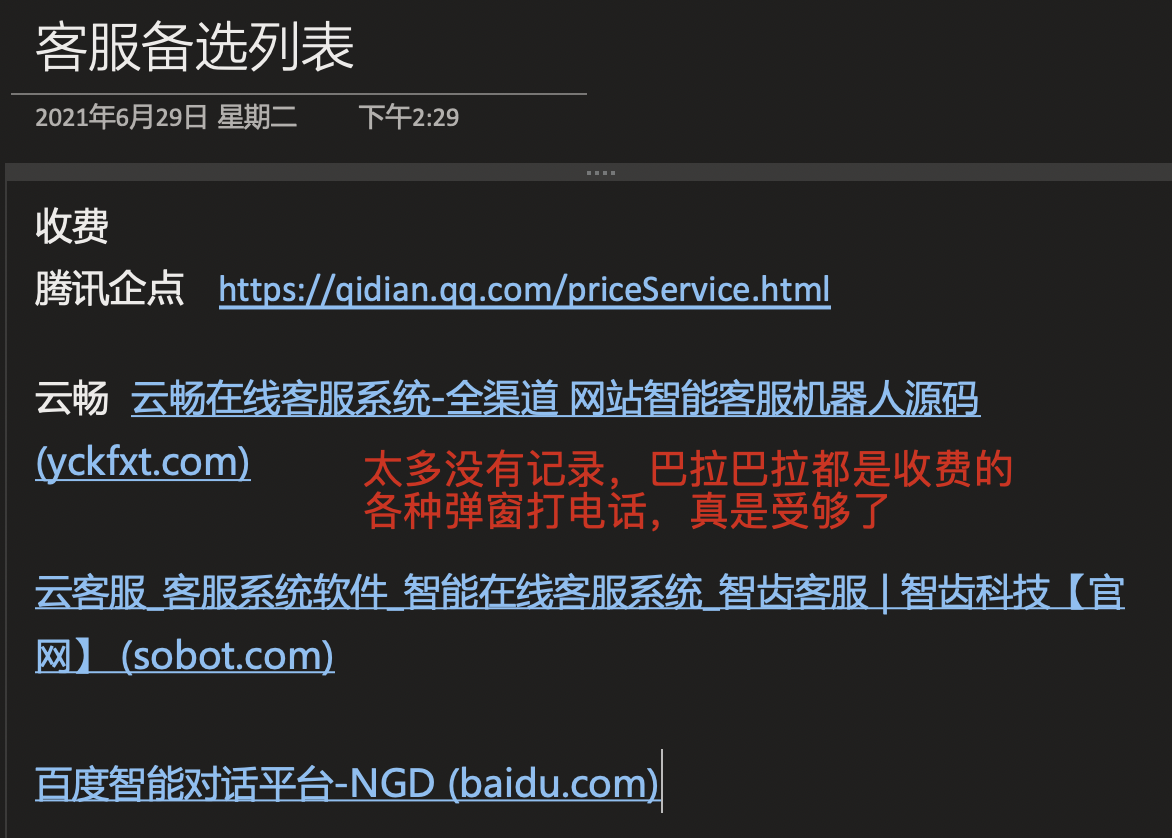 客服备选列表
2021年6月29日 星期二 下午2:29
收费
腾讯企点 https://qidian.qq.com/priceService.html
云畅 云畅在线客服系统-全渠道 网站智能客服机器人源码
(yckfxt.com)
太多没有记录，巴拉巴拉都是收费的
各种弹窗打电话，真是受够了
云客服_客服系统软件_智能在线客服系统_智齿客服 | 智齿科技【官
网】 (sobot.com)
百度智能对话平台-NGD (baidu.com)